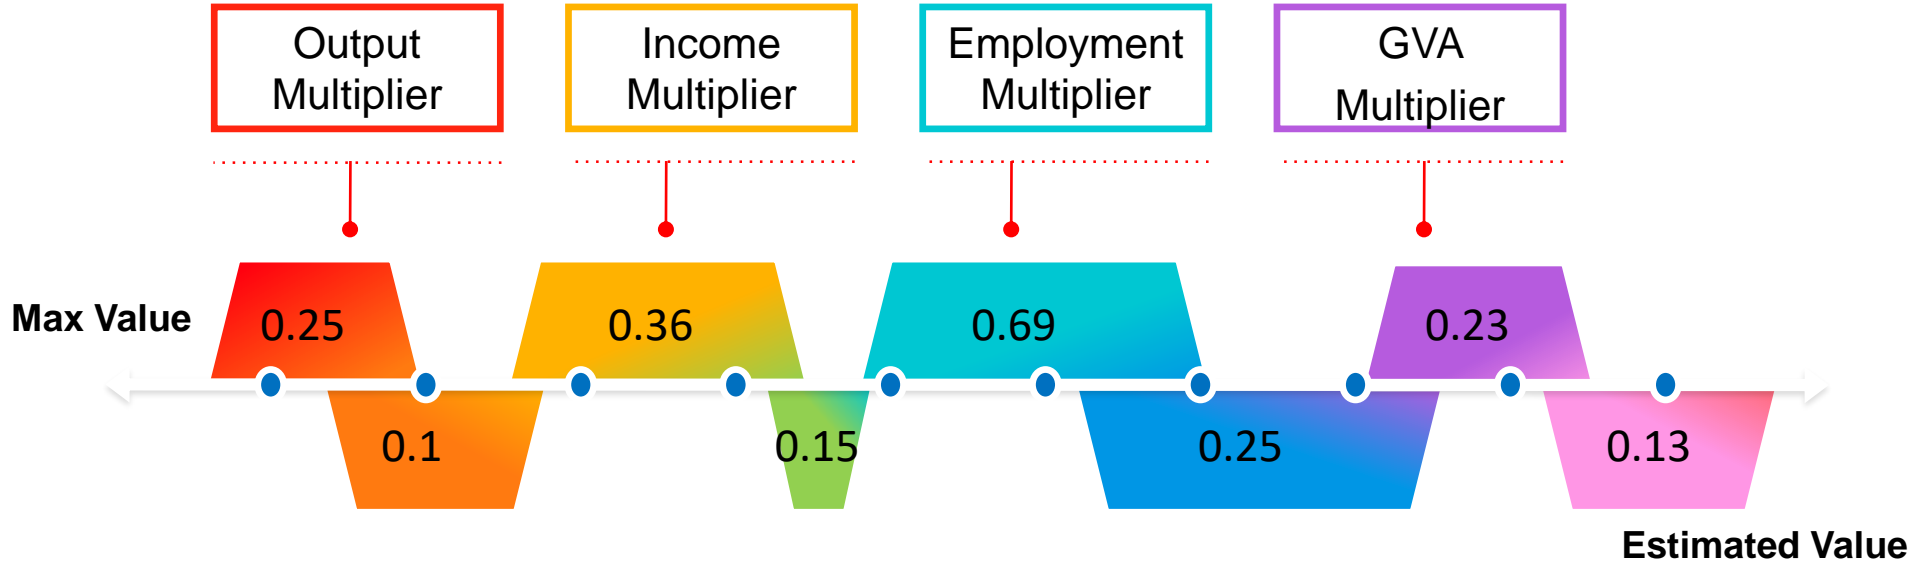 Output
Multiplier
Income
Multiplier
Employment
Multiplier
GVA
Multiplier
Max Value
0.25
0.36
0.69
0.23
0.1
0.15
0.25
0.13
Estimated Value